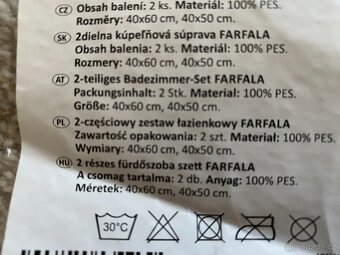 CZ Obsah balení: 2 ks. Materiál: 100% PES.
Rozměry: 40x60 cm, 40x50 cm.
SK 2dielna kúpeľňová súprava FARFALA
Obsah balenia: 2 ks. Materiál: 100% PES.
Rozmery: 40x60 cm, 40x50 cm.
AT 2-teiliges Badezimmer-Set FARFALA
Packungsinhalt: 2 Stk. Material: 100% PES.
Größe: 40x60 cm, 40x50 cm.
PL 2-częściowy zestaw łazienkowy FARFALA
Zawartość opakowania: 2 szt. Materiał: 100% PES.
Wymiary: 40x60 cm, 40x50 cm.
HU 2 részes fürdőszoba szett FARFALA
A csomag tartalma: 2 db. Anyag: 100% PES.
Méretek: 40x60 cm, 40x50 cm.
30°C